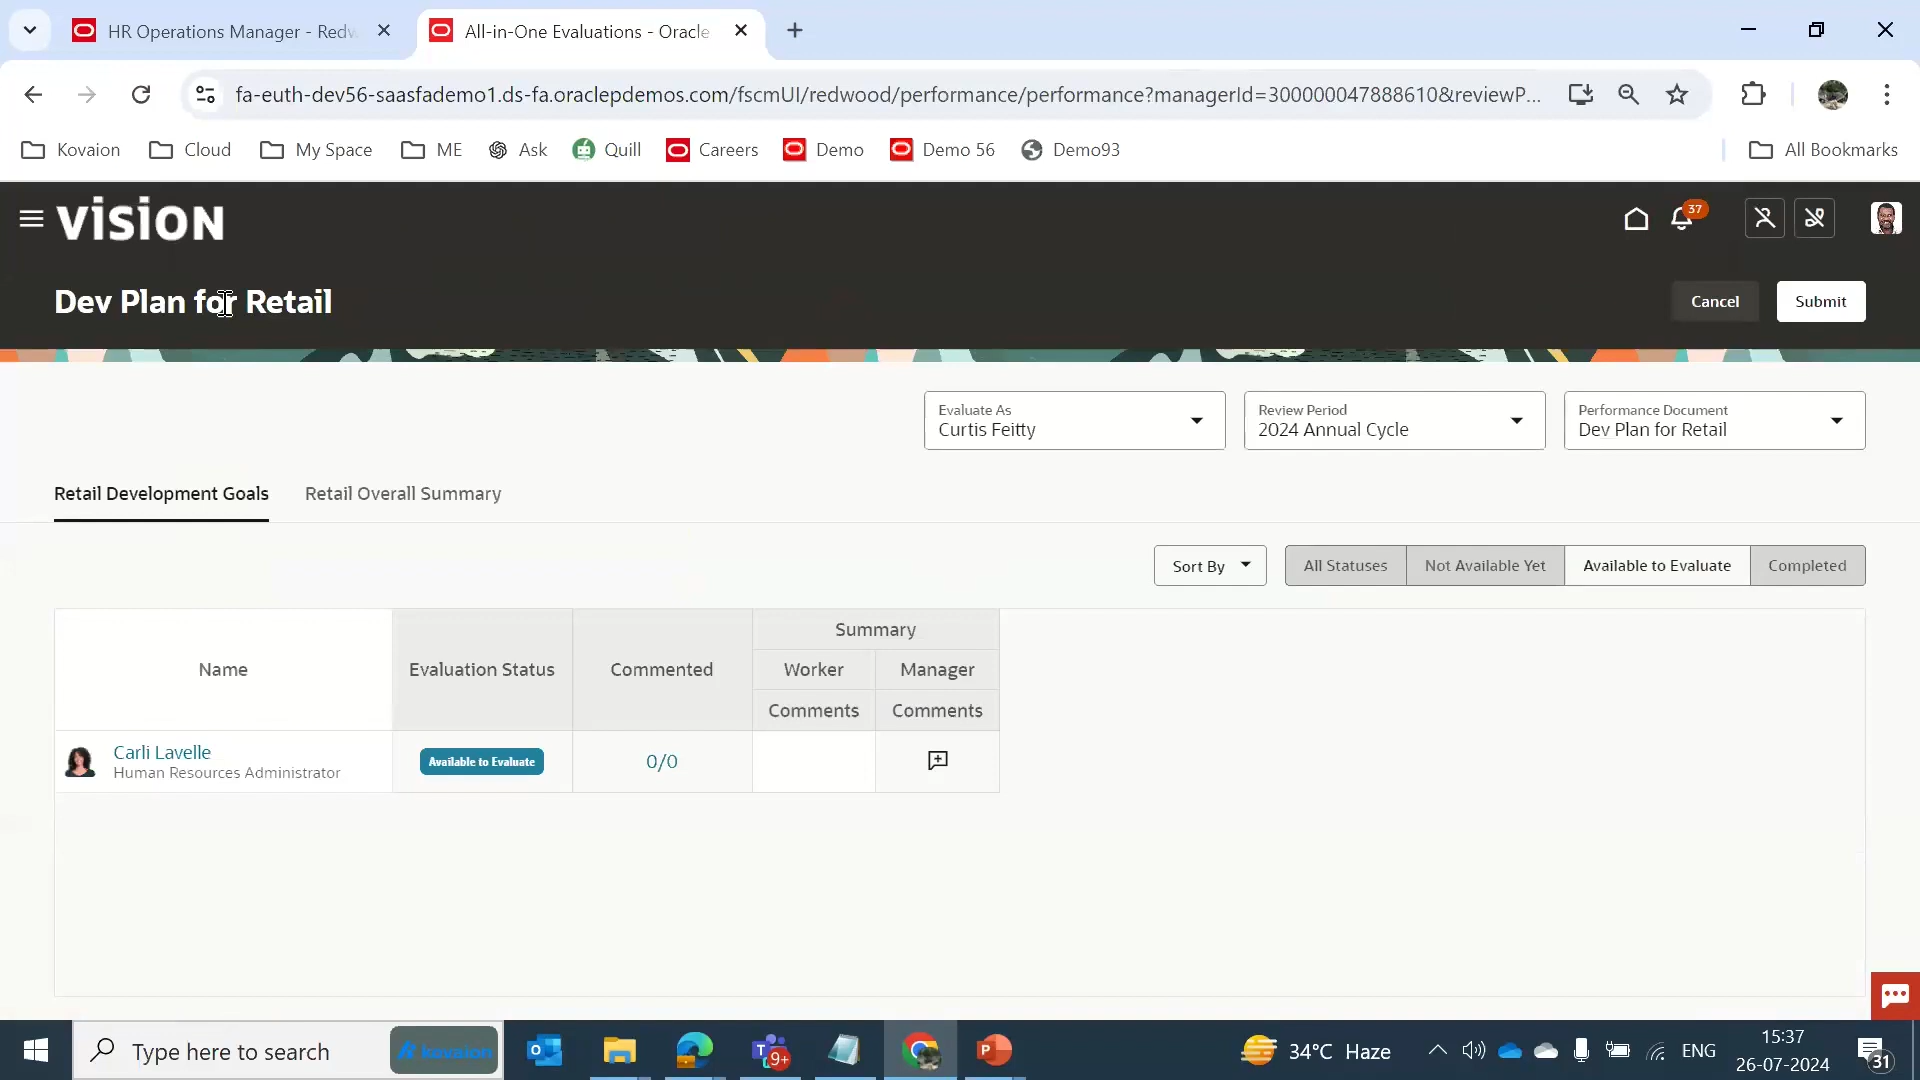 HR Operations Manager - Redw
All-in-One Evaluations - Oracle
fa-euth-dev56-saasfademo1.ds-fa.oraclepdemos.com/fscmUI/redwood/performance/performance?managerId=300000047888610&reviewP...
Kovaion
Cloud
My Space
ME
Ask
Quill
Careers
Demo
Demo 56
Demo93
All Bookmarks
VISION
37
Dev Plan for Retail
Cancel
Submit
Evaluate As
Curtis Feitty
Review Period
2024 Annual Cycle
Performance Document
Dev Plan for Retail
Retail Development Goals
Retail Overall Summary
Sort By
All Statuses
Not Available Yet
Available to Evaluate
Completed
Name
Evaluation Status
Commented
Summary
Worker
Manager
Comments
Comments
Carli Lavelle
Human Resources Administrator
Available to Evaluate
0/0
Type here to search
kovaion
9+
34°C Haze
ENG
15:37
26-07-2024
31